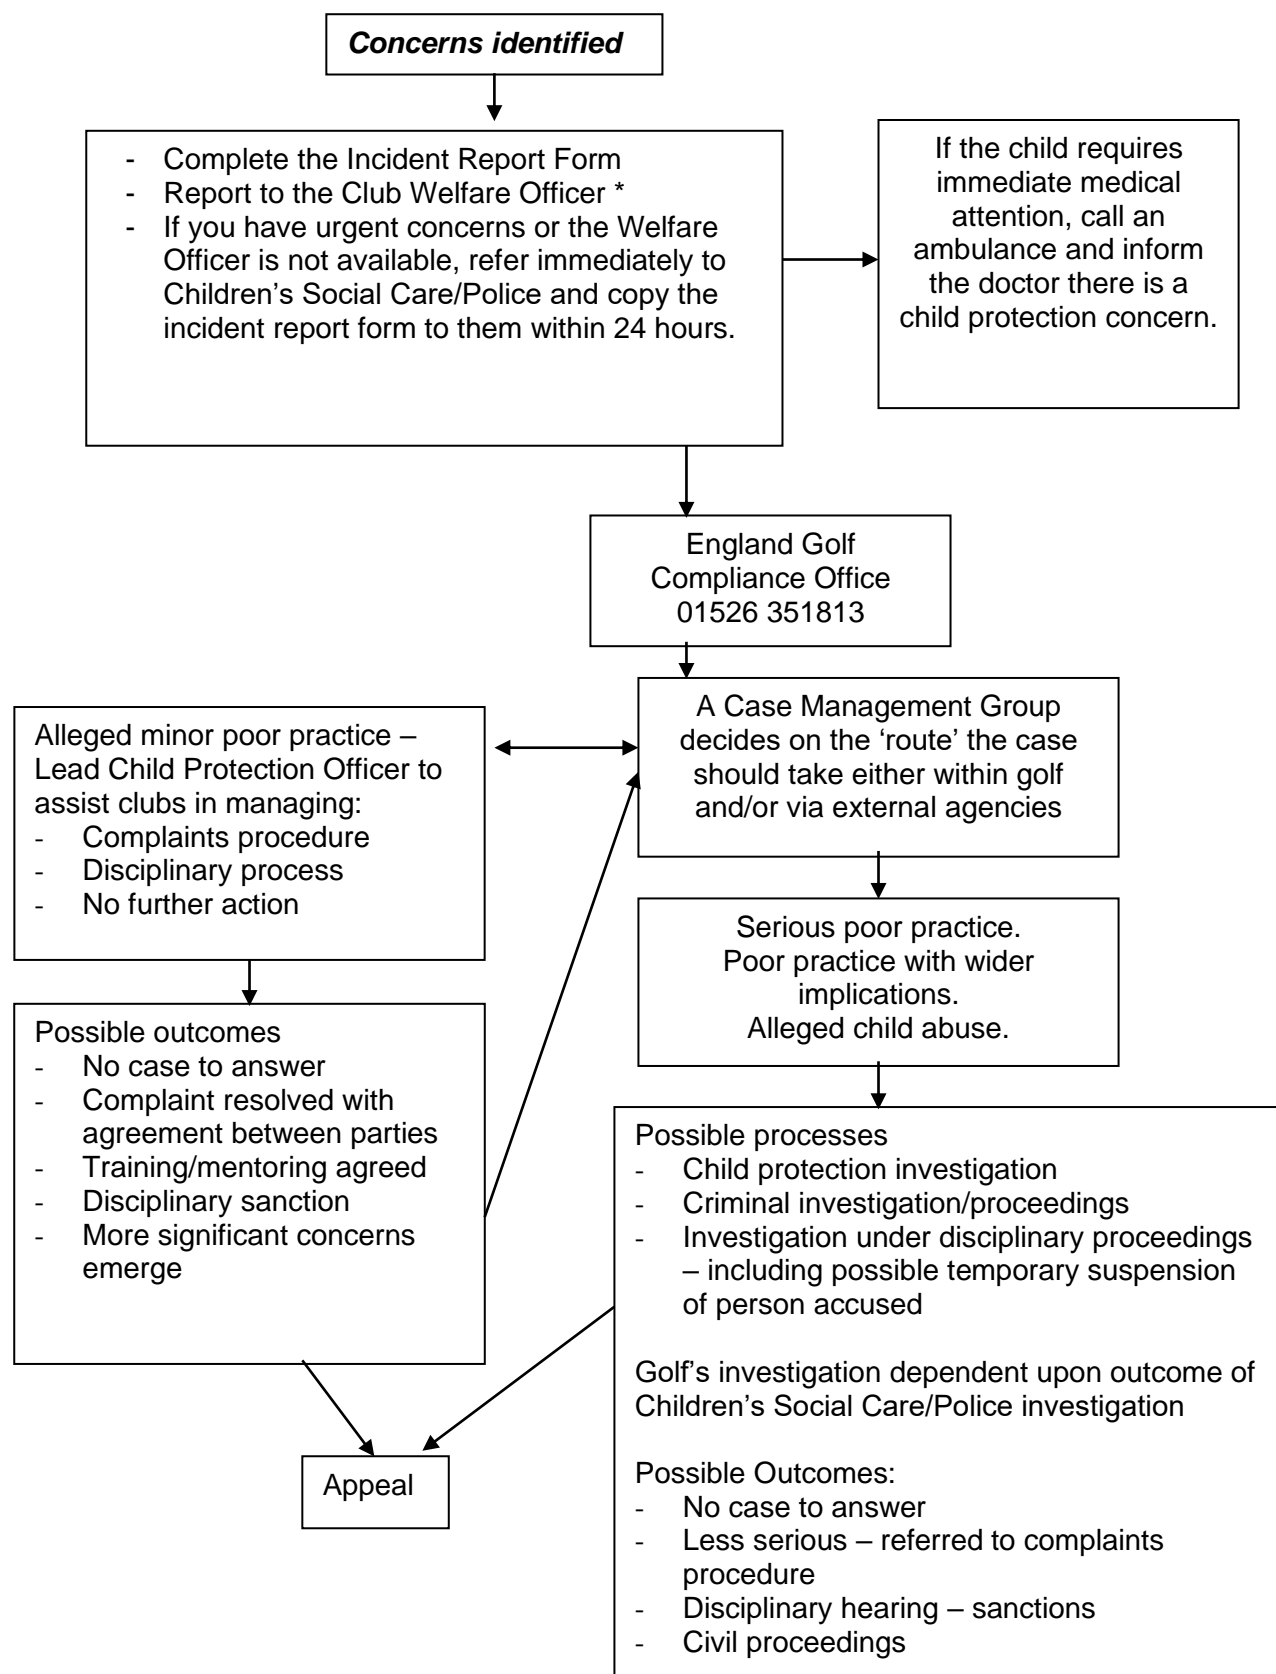 Concerns identified
- Complete the Incident Report Form
- Report to the Club Welfare Officer *
- If you have urgent concerns or the Welfare
Officer is not available, refer immediately to
Children’s Social Care/Police and copy the
incident report form to them within 24 hours.
If the child requires
immediate medical
attention, call an
ambulance and inform
the doctor there is a
child protection concern.
England Golf
Compliance Office
01526 351813
A Case Management Group
decides on the ‘route’ the case
should take either within golf
and/or via external agencies
Alleged minor poor practice –
Lead Child Protection Officer to
assist clubs in managing:
- Complaints procedure
- Disciplinary process
- No further action
Serious poor practice.
Poor practice with wider
implications.
Alleged child abuse.
Possible outcomes
- No case to answer
- Complaint resolved with
agreement between parties
- Training/mentoring agreed
- Disciplinary sanction
- More significant concerns
emerge
Possible processes
- Child protection investigation
- Criminal investigation/proceedings
- Investigation under disciplinary proceedings
– including possible temporary suspension
of person accused
Golf’s investigation dependent upon outcome of
Children’s Social Care/Police investigation
Possible Outcomes:
- No case to answer
- Less serious – referred to complaints
procedure
- Disciplinary hearing – sanctions
- Civil proceedings
Appeal